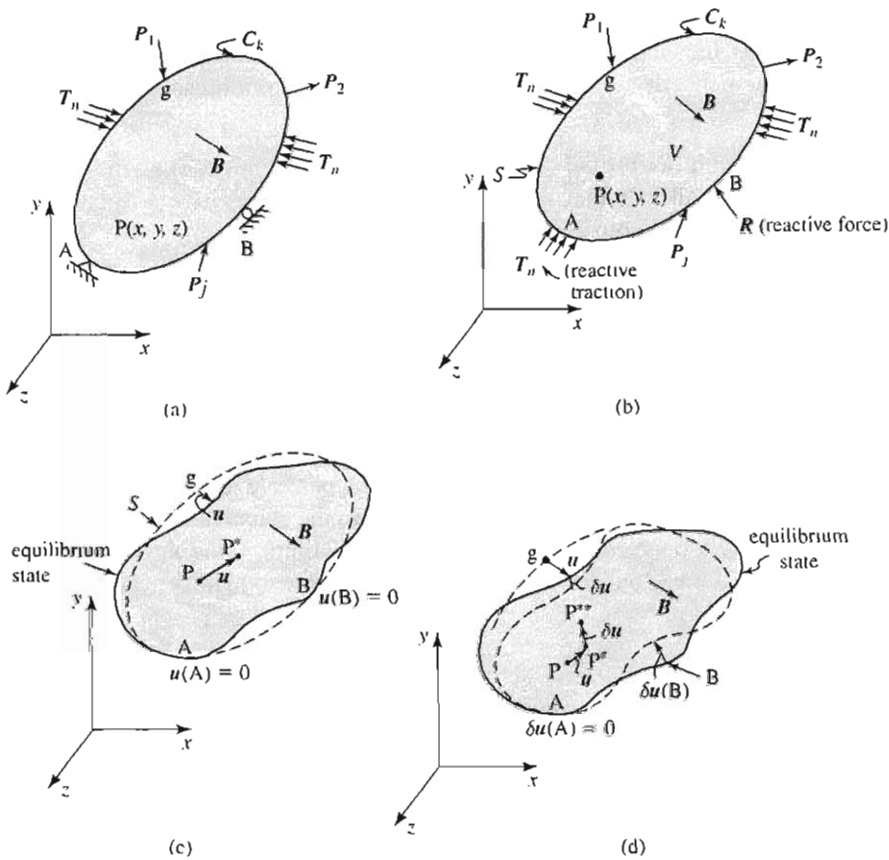 P₁
Cₖ
P₂
Tₙ
g
B
Tₙ
y
P(x, y, z)
A
B
Pⱼ
x
z
(a)
P₁
Cₖ
P₂
Tₙ
g
B
Tₙ
V
y
S
P(x, y, z)
B
A
R (reactive force)
Pⱼ
Tₙ (reactive
traction)
x
z
(b)
g
S
u
B
equilibrium
state
P*
P
u
B
u(B) = 0
y
A
u(A) = 0
x
z
(c)
g
u
equilibrium
state
δu
B
P**
δu
y
P
P*
u
B
A
δu(B)
δu(A) = 0
x
z
(d)